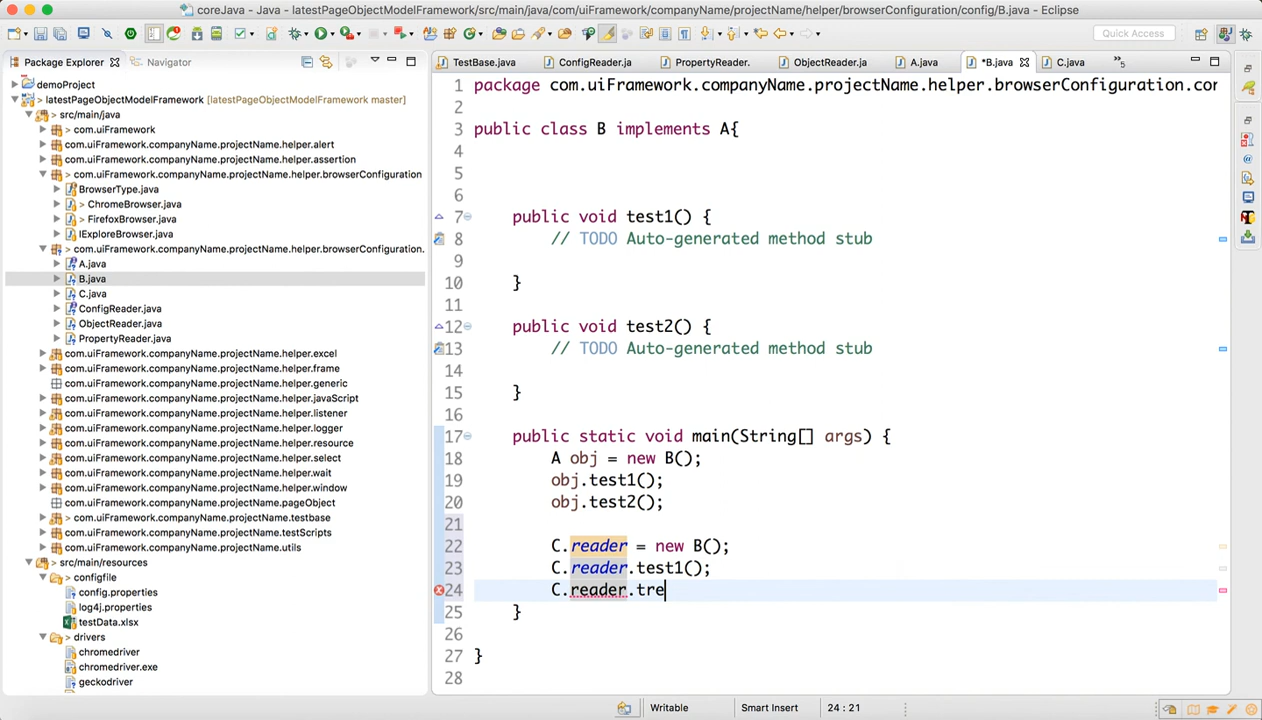 coreJava - Java - latestPageObjectModelFramework/src/main/java/com/uiFramework/companyName/projectName/helper/browserConfiguration/config/B.java - Eclipse
Quick Access
Package Explorer
Navigator
TestBase.java
ConfigReader.ja
PropertyReader.
ObjectReader.ja
A.java
*B.java
C.java
»5
demoProject
> latestPageObjectModelFramework [latestPageObjectModelFramework master]
> src/main/java
> com.uiFramework
> com.uiFramework.companyName.projectName.helper.alert
> com.uiFramework.companyName.projectName.helper.assertion
> com.uiFramework.companyName.projectName.helper.browserConfiguration
BrowserType.java
> ChromeBrowser.java
> FirefoxBrowser.java
IExploreBrowser.java
> com.uiFramework.companyName.projectName.helper.browserConfiguration.
A.java
B.java
C.java
ConfigReader.java
ObjectReader.java
PropertyReader.java
com.uiFramework.companyName.projectName.helper.excel
com.uiFramework.companyName.projectName.helper.frame
com.uiFramework.companyName.projectName.helper.generic
com.uiFramework.companyName.projectName.helper.javaScript
com.uiFramework.companyName.projectName.helper.listener
com.uiFramework.companyName.projectName.helper.logger
com.uiFramework.companyName.projectName.helper.resource
com.uiFramework.companyName.projectName.helper.select
com.uiFramework.companyName.projectName.helper.wait
com.uiFramework.companyName.projectName.helper.window
com.uiFramework.companyName.projectName.pageObject
> com.uiFramework.companyName.projectName.testbase
com.uiFramework.companyName.projectName.testScripts
com.uiFramework.companyName.projectName.utils
src/main/resources
configfile
config.properties
log4j.properties
testData.xlsx
drivers
chromedriver
chromedriver.exe
geckodriver
1 package com.uiFramework.companyName.projectName.helper.browserConfiguration.cor
2
3 public class B implements A{
4
5
6
7 public void test1() {
8 // TODO Auto-generated method stub
9
10 }
11
12 public void test2() {
13 // TODO Auto-generated method stub
14
15 }
16
17 public static void main(String[] args) {
18 A obj = new B();
19 obj.test1();
20 obj.test2();
21
22 C.reader = new B();
23 C.reader.test1();
24 C.reader.tre
25 }
26
27 }
28
Writable
Smart Insert
24 : 21